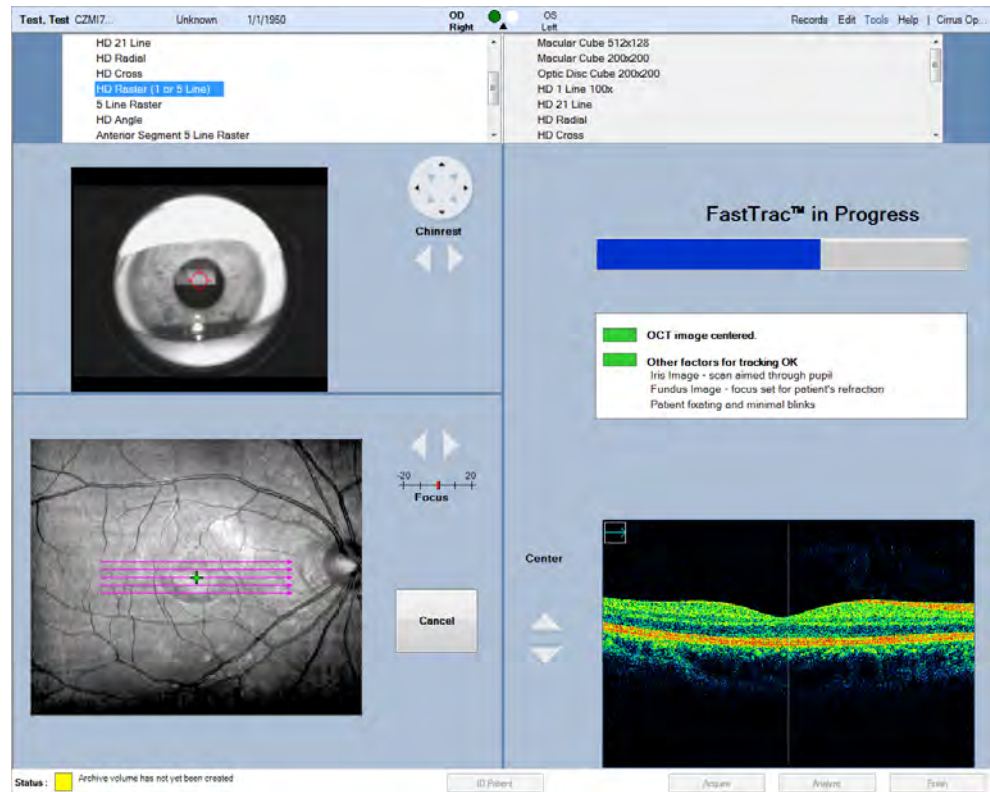 Test, Test CZMI7... Unknown 1/1/1950 OD Right OS Left Records Edit Tools Help | Cirrus Op...
HD 21 Line
HD Radial
HD Cross
HD Raster (1 or 5 Line)
5 Line Raster
HD Angle
Anterior Segment 5 Line Raster
Macular Cube 512x128
Macular Cube 200x200
Optic Disc Cube 200x200
HD 1 Line 100x
HD 21 Line
HD Radial
HD Cross
Chinrest
FastTrac™ in Progress
OCT image centered.
Other factors for tracking OK
Iris Image - scan aimed through pupil
Fundus Image - focus set for patient's refraction
Patient fixating and minimal blinks
-20 20
Focus
Cancel
Center
Status : Archive volume has not yet been created
ID Patient Acquire Analyze Finish